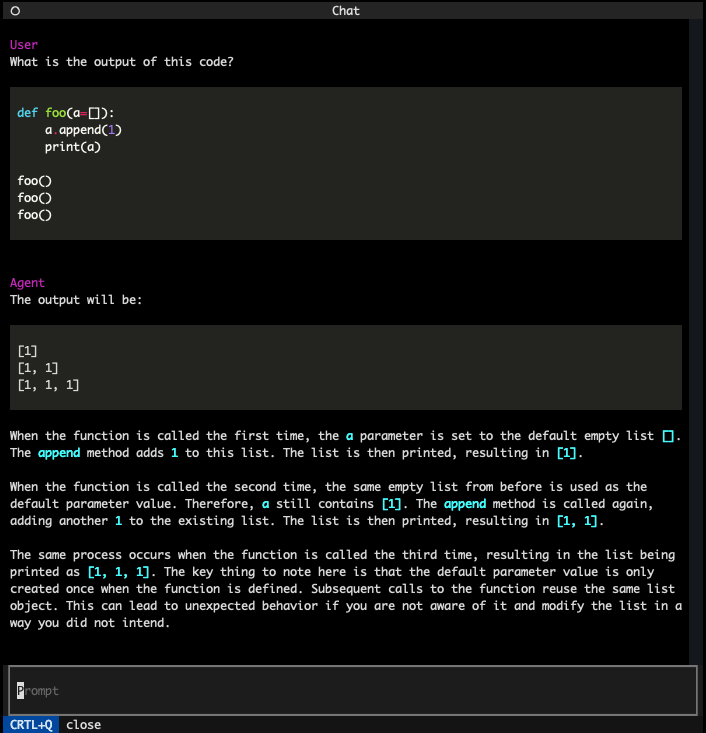 Chat
User
What is the output of this code?
def foo(a=[]):
    a.append(1)
    print(a)
foo()
foo()
foo()
Agent
The output will be:
[1]
[1, 1]
[1, 1, 1]
When the function is called the first time, the a parameter is set to the default empty list [].
The append method adds 1 to this list. The list is then printed, resulting in [1].
When the function is called the second time, the same empty list from before is used as the
default parameter value. Therefore, a still contains [1]. The append method is called again,
adding another 1 to the existing list. The list is then printed, resulting in [1, 1].
The same process occurs when the function is called the third time, resulting in the list being
printed as [1, 1, 1]. The key thing to note here is that the default parameter value is only
created once when the function is defined. Subsequent calls to the function reuse the same list
object. This can lead to unexpected behavior if you are not aware of it and modify the list in a
way you did not intend.
Prompt
CRTL+Q close